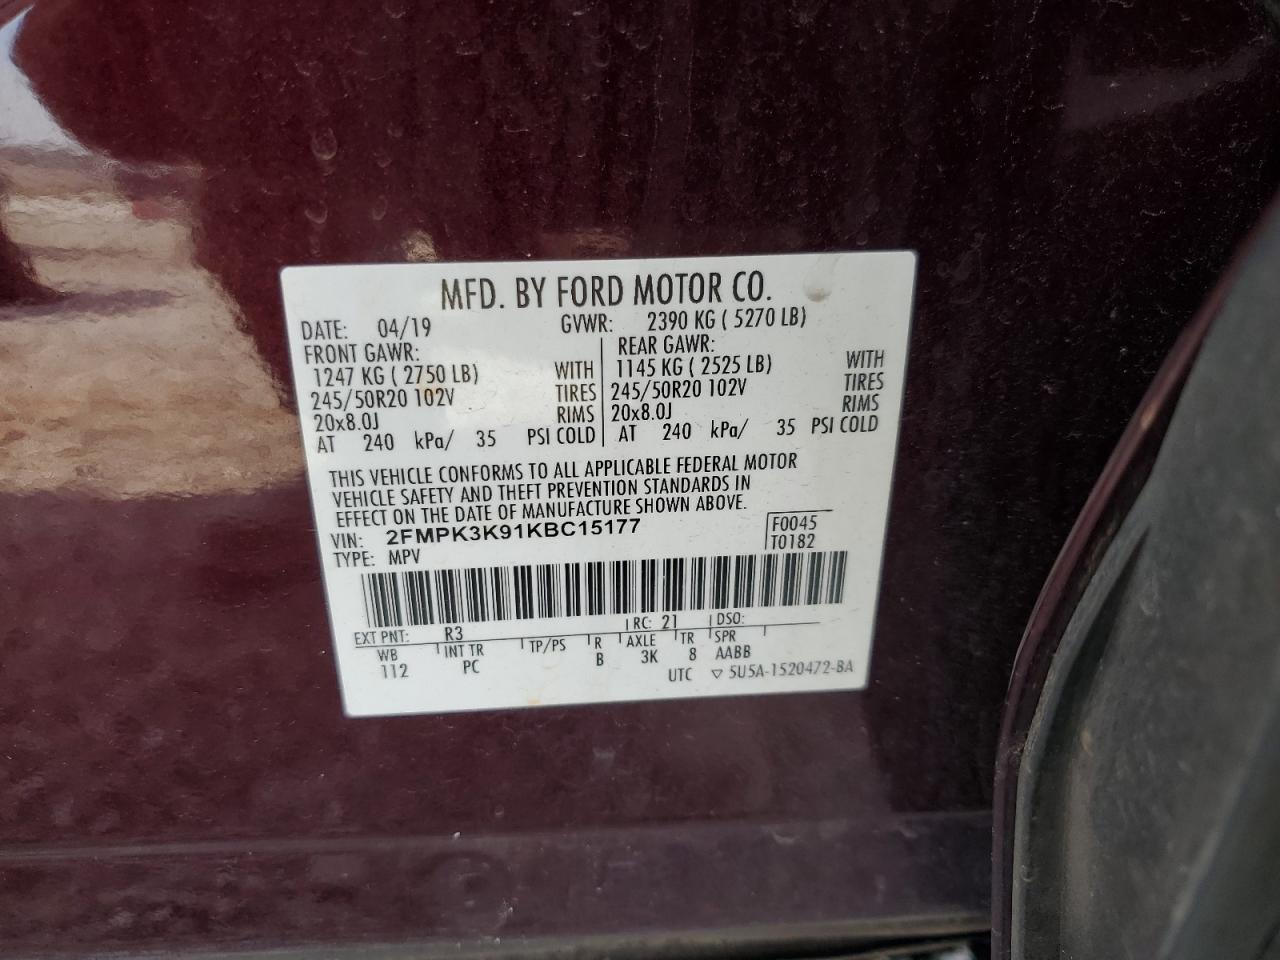 MFD. BY FORD MOTOR CO.
DATE: 04/19 GVWR: 2390 KG ( 5270 LB)
FRONT GAWR: REAR GAWR:
1247 KG ( 2750 LB) WITH 1145 KG ( 2525 LB) WITH
245/50R20 102V TIRES 245/50R20 102V TIRES
20x8.0J RIMS 20x8.0J RIMS
AT 240 kPa/ 35 PSI COLD AT 240 kPa/ 35 PSI COLD
THIS VEHICLE CONFORMS TO ALL APPLICABLE FEDERAL MOTOR
VEHICLE SAFETY AND THEFT PREVENTION STANDARDS IN
EFFECT ON THE DATE OF MANUFACTURE SHOWN ABOVE.
VIN: 2FMPK3K91KBC15177 F0045
TYPE: MPV T0182
EXT PNT: R3 RC: 21 DSO:
WB INT TR TP/PS R AXLE TR SPR
112 PC B 3K 8 AABB
UTC ▽ 5U5A-1520472-BA